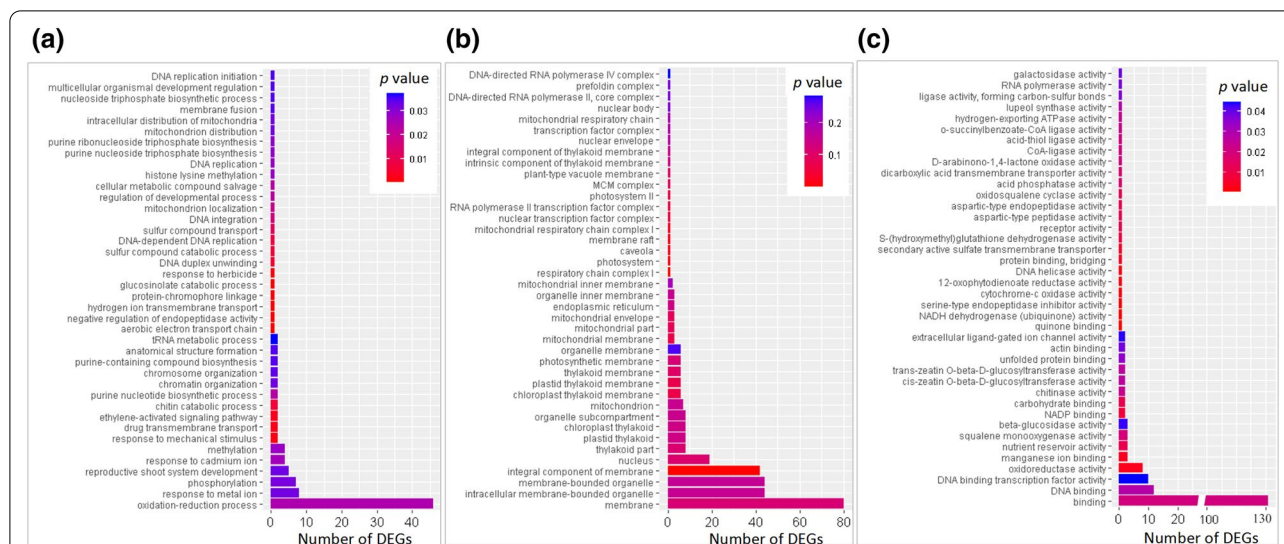 (a)
DNA replication initiation
multicellular organismal development regulation
nucleoside triphosphate biosynthetic process
membrane fusion
intracellular distribution of mitochondria
mitochondrion distribution
purine ribonucleoside triphosphate biosynthesis
purine nucleoside triphosphate biosynthesis
DNA replication
histone lysine methylation
cellular metabolic compound salvage
regulation of developmental process
mitochondrion localization
DNA integration
sulfur compound transport
DNA-dependent DNA replication
sulfur compound catabolic process
DNA duplex unwinding
response to herbicide
glucosinolate catabolic process
protein-chromophore linkage
hydrogen ion transmembrane transport
negative regulation of endopeptidase activity
aerobic electron transport chain
tRNA metabolic process
anatomical structure formation
purine-containing compound biosynthesis
chromosome organization
chromatin organization
purine nucleotide biosynthetic process
chitin catabolic process
ethylene-activated signaling pathway
drug transmembrane transport
response to mechanical stimulus
methylation
response to cadmium ion
reproductive shoot system development
phosphorylation
response to metal ion
oxidation-reduction process
p value
0.03
0.02
0.01
0 10 20 30 40
Number of DEGs
(b)
DNA-directed RNA polymerase IV complex
prefoldin complex
DNA-directed RNA polymerase II, core complex
nuclear body
mitochondrial respiratory chain
transcription factor complex
nuclear envelope
integral component of thylakoid membrane
intrinsic component of thylakoid membrane
plant-type vacuole membrane
MCM complex
photosystem II
RNA polymerase II transcription factor complex
nuclear transcription factor complex
mitochondrial respiratory chain complex I
membrane raft
caveola
photosystem
respiratory chain complex I
mitochondrial inner membrane
organelle inner membrane
endoplasmic reticulum
mitochondrial envelope
mitochondrial part
mitochondrial membrane
organelle membrane
photosynthetic membrane
thylakoid membrane
plastid thylakoid membrane
chloroplast thylakoid membrane
mitochondrion
organelle subcompartment
chloroplast thylakoid
plastid thylakoid
thylakoid part
nucleus
integral component of membrane
membrane-bounded organelle
intracellular membrane-bounded organelle
membrane
p value
0.2
0.1
0 20 40 60 80
Number of DEGs
(c)
galactosidase activity
RNA polymerase activity
ligase activity, forming carbon-sulfur bonds
lupeol synthase activity
hydrogen-exporting ATPase activity
o-succinylbenzoate-CoA ligase activity
acid-thiol ligase activity
CoA-ligase activity
D-arabinono-1,4-lactone oxidase activity
dicarboxylic acid transmembrane transporter activity
acid phosphatase activity
oxidosqualene cyclase activity
aspartic-type endopeptidase activity
aspartic-type peptidase activity
receptor activity
S-(hydroxymethyl)glutathione dehydrogenase activity
secondary active sulfate transmembrane transporter
protein binding, bridging
DNA helicase activity
12-oxophytodienoate reductase activity
cytochrome-c oxidase activity
serine-type endopeptidase inhibitor activity
NADH dehydrogenase (ubiquinone) activity
quinone binding
extracellular ligand-gated ion channel activity
actin binding
unfolded protein binding
trans-zeatin O-beta-D-glucosyltransferase activity
cis-zeatin O-beta-D-glucosyltransferase activity
chitinase activity
carbohydrate binding
NADP binding
beta-glucosidase activity
squalene monooxygenase activity
nutrient reservoir activity
manganese ion binding
oxidoreductase activity
DNA binding transcription factor activity
DNA binding
binding
p value
0.04
0.03
0.02
0.01
0 10 20 100 130
Number of DEGs